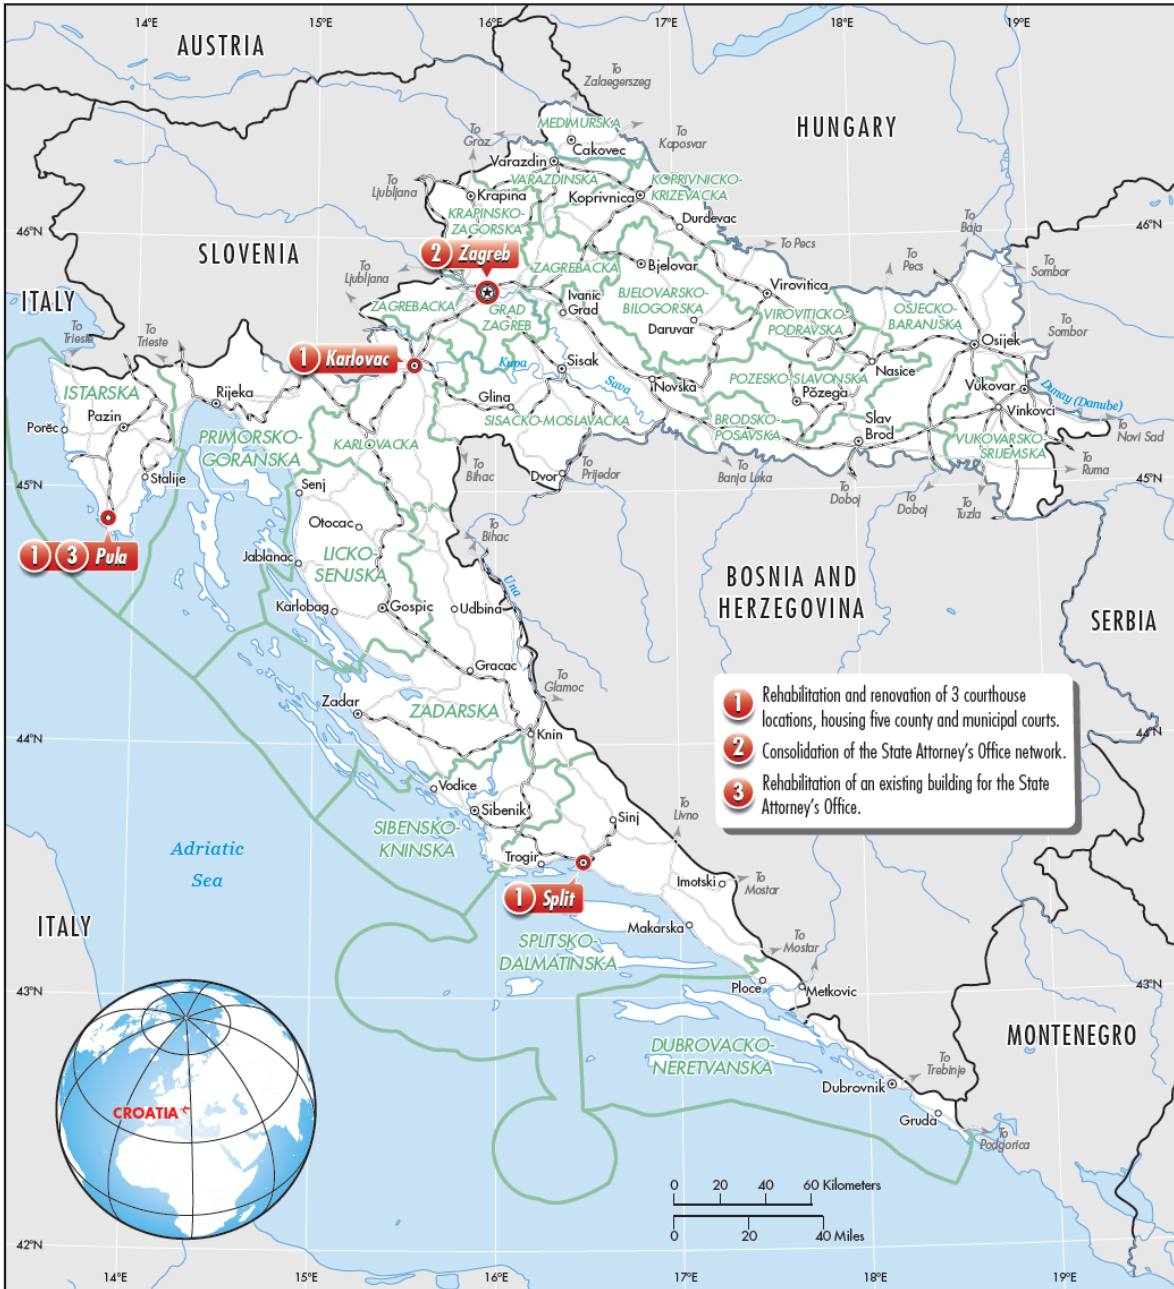 14°E
15°E
16°E
17°E
18°E
19°E
AUSTRIA
To
Zalaegerszeg
HUNGARY
MEDIMURSKA
To
Graz
To
Kaposvar
Cakovec
Varazdin
VARAZDINSKA
To
Ljubljana
Krapina
Koprivnica
KOPRIVNICKO-
KRIZEVACKA
KRAPINSKO-
ZAGORSKA
Durdevac
46°N
46°N
To
Baja
To Pecs
SLOVENIA
2 Zagreb
To
Ljubljana
ZAGREBACKA
Bjelovar
To
Pecs
To
Sombor
ITALY
ZAGREBACKA
GRAD
ZAGREB
Ivanic
Grad
BJELOVARSKO-
BILOGORSKA
Virovitica
VIROVITICKO-
PODRAVSKA
OSJECKO-
BARANJSKA
Daruvar
To
Sombor
Osijek
To
Trieste
To
Trieste
1 Karlovac
Kupa
Sisak
Sava
Novska
POZESKO-SLAVONSKA
Nasice
ISTARSKA
Rijeka
Pazin
Porěc
Glina
SISACKO-MOSLAVACKA
Pozega
Vukovar
Dunav (Danube)
Vinkovci
BRODSKO-
POSAVSKA
Slav
Brod
VUKOVARSKO-
SRIJEMSKA
To
Novi Sad
To
Ruma
PRIMORSKO-
GORANSKA
KARLOVACKA
To
Bihac
Dvor
To
Prijedor
To
Banja Luka
To
Doboj
To
Doboj
To
Tuzla
45°N
45°N
Stalije
Senj
Otocac
1 3 Pula
Jablanac
LICKO-
SENJSKA
To
Bihac
Una
BOSNIA AND
HERZEGOVINA
SERBIA
Karlobag
Gospic
Udbina
Gracac
To
Glamoc
Zadar
ZADARSKA
Knin
1 Rehabilitation and renovation of 3 courthouse
locations, housing five county and municipal courts.
2 Consolidation of the State Attorney's Office network.
3 Rehabilitation of an existing building for the State
Attorney's Office.
44°N
44°N
Vodice
Sibenik
Sinj
To
Livno
SIBENSKO-
KNINSKA
Adriatic
Sea
Trogir
1 Split
Imotski
To
Mostar
ITALY
Makarska
SPLITSKO-
DALMATINSKA
To
Mostar
43°N
43°N
Ploce
Metkovic
MONTENEGRO
DUBROVACKO-
NERETVANSKA
To
Trebinje
Dubrovnik
CROATIA
Gruda
To
Podgorica
0 20 40 60 Kilometers
0 20 40 Miles
42°N
42°N
14°E
15°E
16°E
17°E
18°E
19°E